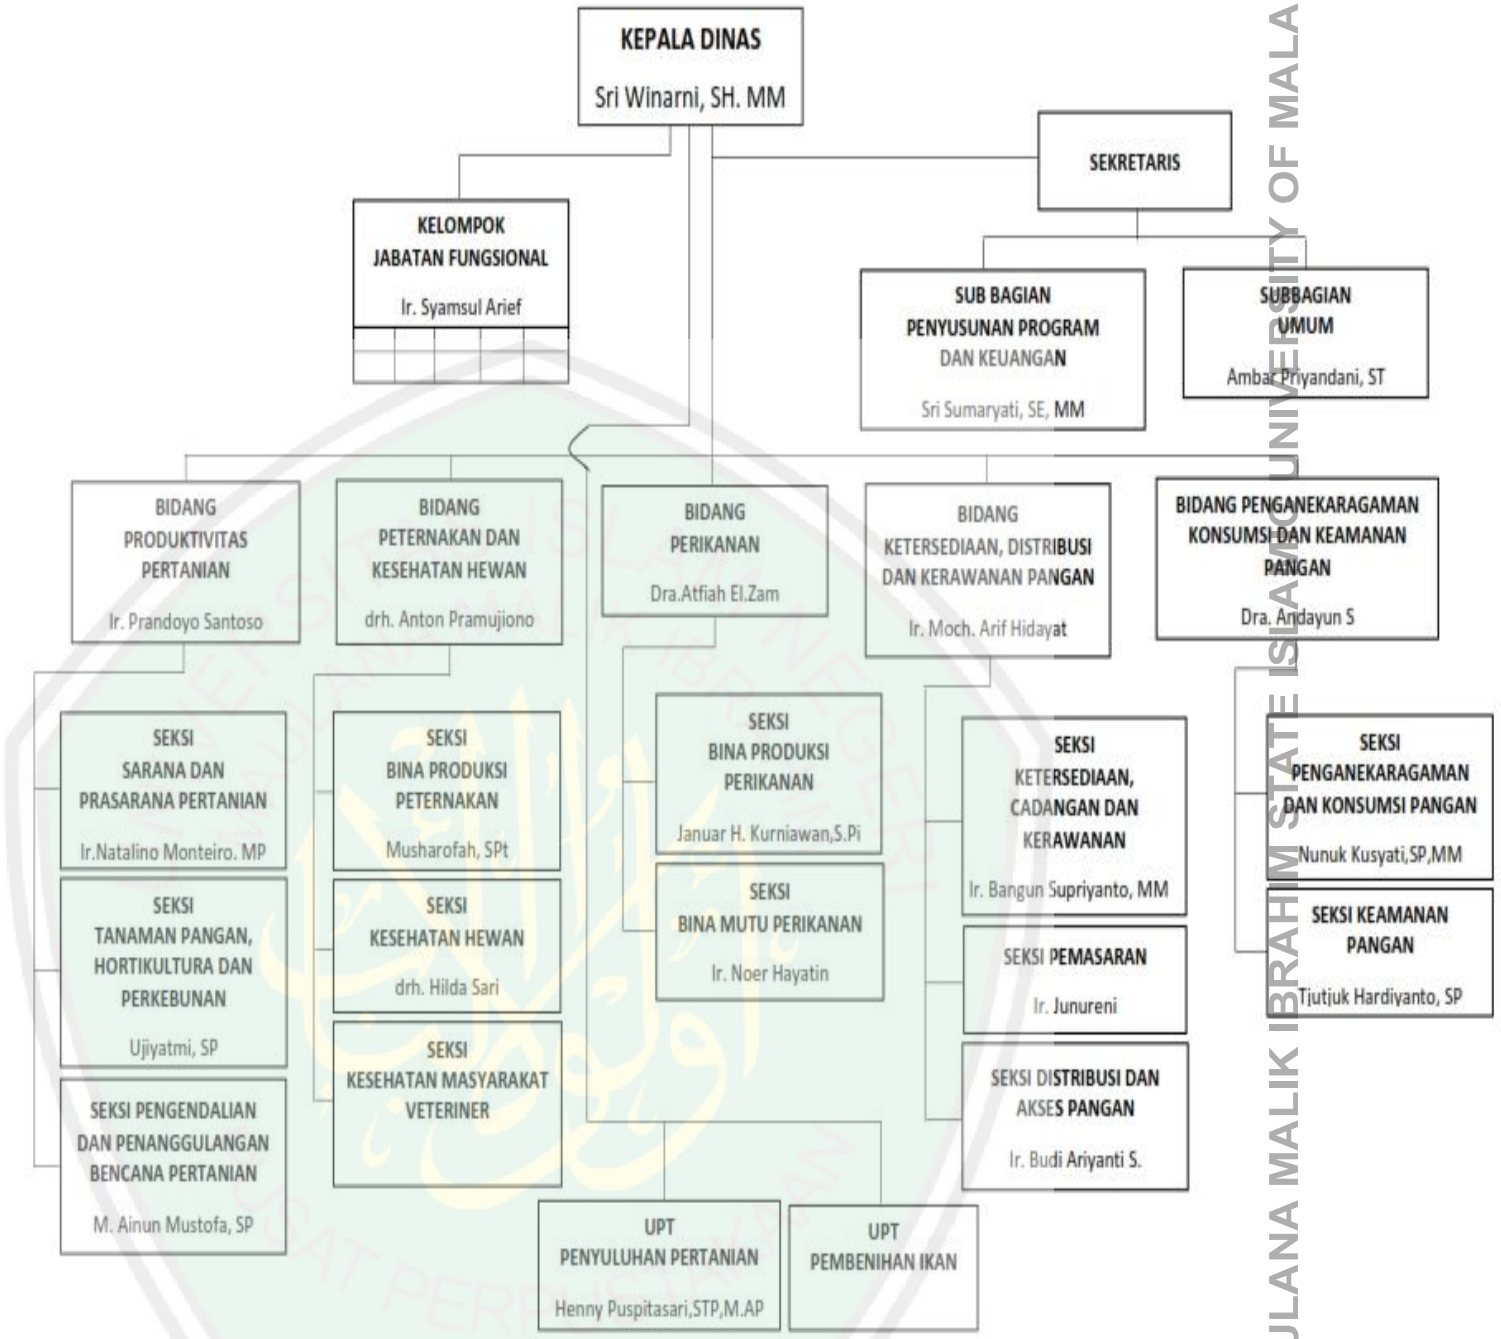 KEPALA DINAS
Sri Winarni, SH. MM
SEKRETARIS
KELOMPOK
JABATAN FUNGSIONAL
Ir. Syamsul Arief
SUB BAGIAN
PENYUSUNAN PROGRAM
DAN KEUANGAN
Sri Sumaryati, SE, MM
SUBBAGIAN
UMUM
Ambar Priyandani, ST
BIDANG
PRODUKTIVITAS
PERTANIAN
Ir. Prandoyo Santoso
BIDANG
PETERNAKAN DAN
KESEHATAN HEWAN
drh. Anton Pramujiono
BIDANG
PERIKANAN
Dra.Atfiah El.Zam
BIDANG
KETERSEDIAAN, DISTRIBUSI
DAN KERAWANAN PANGAN
Ir. Moch. Arif Hidayat
BIDANG PENGANEKARAGAMAN
KONSUMSI DAN KEAMANAN
PANGAN
Dra. Andayun S
SEKSI
SARANA DAN
PRASARANA PERTANIAN
Ir.Natalino Monteiro. MP
SEKSI
TANAMAN PANGAN,
HORTIKULTURA DAN
PERKEBUNAN
Ujiyatmi, SP
SEKSI PENGENDALIAN
DAN PENANGGULANGAN
BENCANA PERTANIAN
M. Ainun Mustofa, SP
SEKSI
BINA PRODUKSI
PETERNAKAN
Musharofah, SPt
SEKSI
KESEHATAN HEWAN
drh. Hilda Sari
SEKSI
KESEHATAN MASYARAKAT
VETERINER
SEKSI
BINA PRODUKSI
PERIKANAN
Januar H. Kurniawan,S.Pi
SEKSI
BINA MUTU PERIKANAN
Ir. Noer Hayatin
SEKSI
KETERSEDIAAN,
CADANGAN DAN
KERAWANAN
Ir. Bangun Supriyanto, MM
SEKSI PEMASARAN
Ir. Junureni
SEKSI DISTRIBUSI DAN
AKSES PANGAN
Ir. Budi Ariyanti S.
SEKSI
PENGANEKARAGAMAN
DAN KONSUMSI PANGAN
Nunuk Kusyati,SP,MM
SEKSI KEAMANAN
PANGAN
Tjutjuk Hardiyanto, SP
UPT
PENYULUHAN PERTANIAN
Henny Puspitasari,STP,M.AP
UPT
PEMBENIHAN IKAN
ULANA MALIK IBRAHIM STATE ISLAMIC UNIVERSITY OF MALA
UNIVERSITAS ISLAM NEGERI
MAULANA MALIK IBRAHIM
PUSAT PERPUSTAKAAN